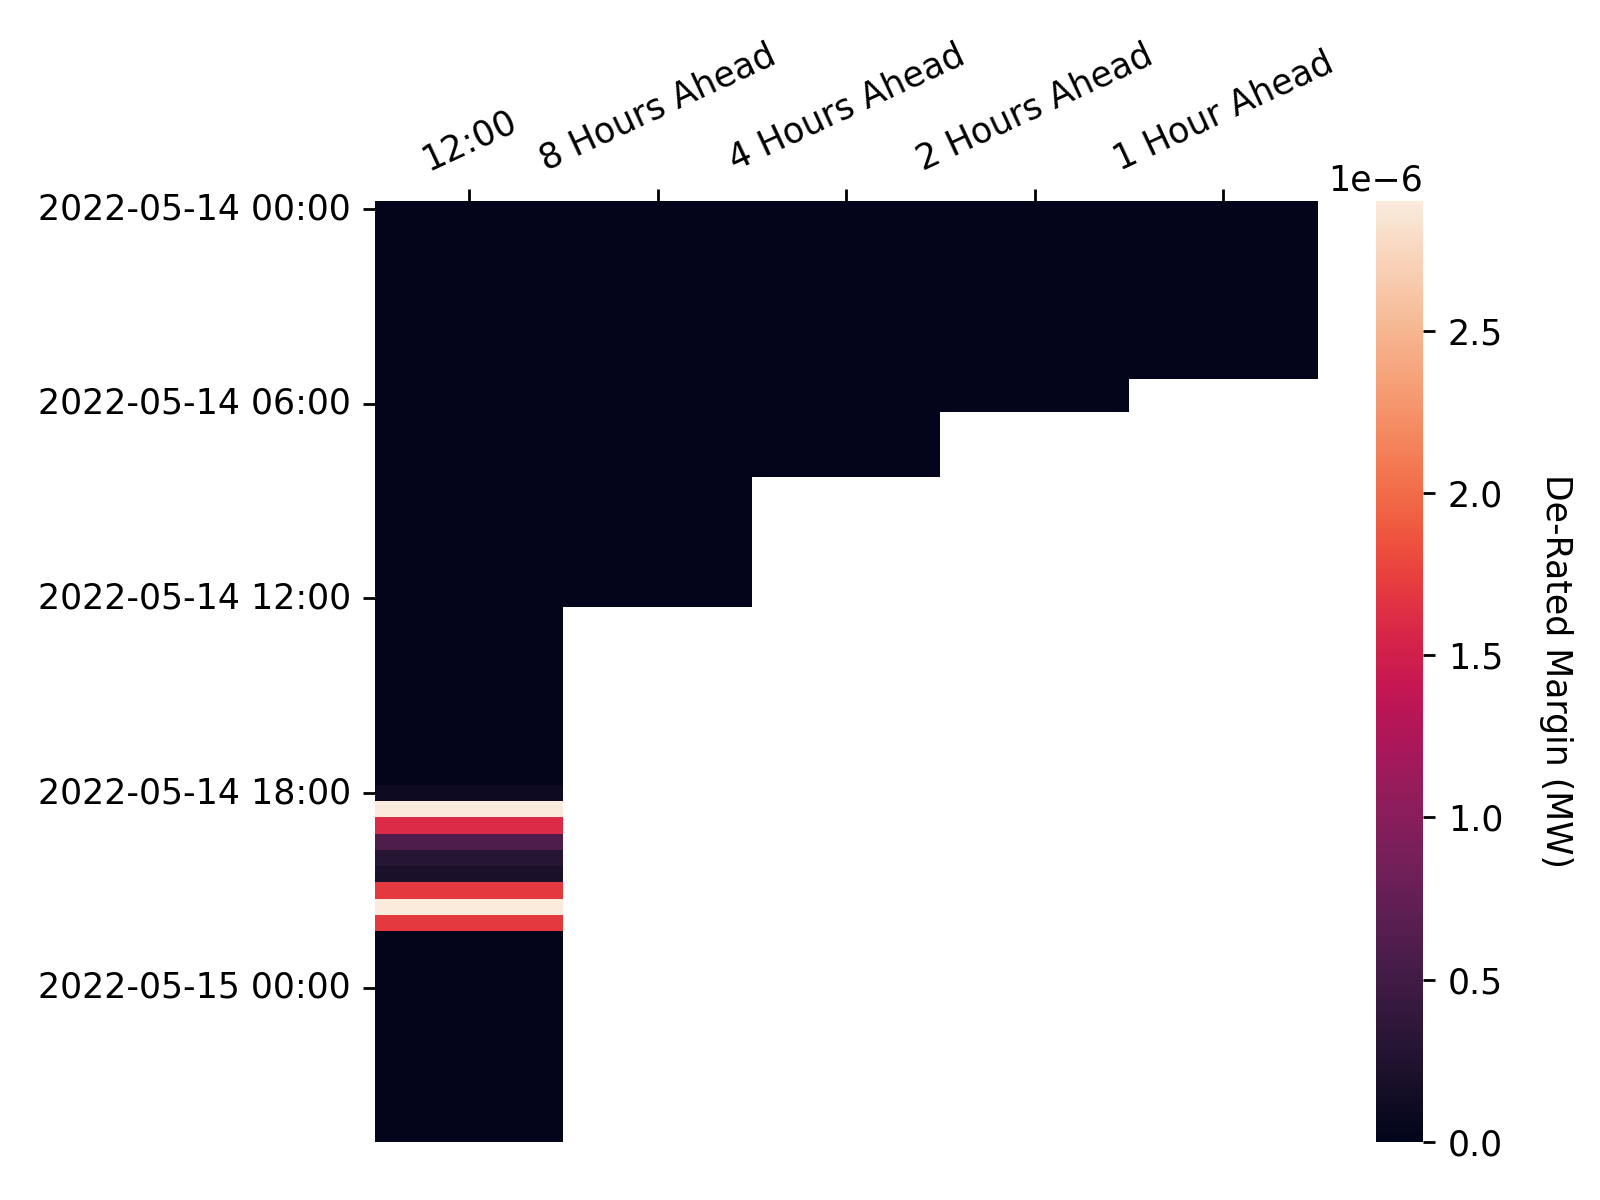 12:00
8 Hours Ahead
4 Hours Ahead
2 Hours Ahead
1 Hour Ahead
1e−6
2022-05-14 00:00
2022-05-14 06:00
2022-05-14 12:00
2022-05-14 18:00
2022-05-15 00:00
2.5
2.0
1.5
1.0
0.5
0.0
De-Rated Margin (MW)